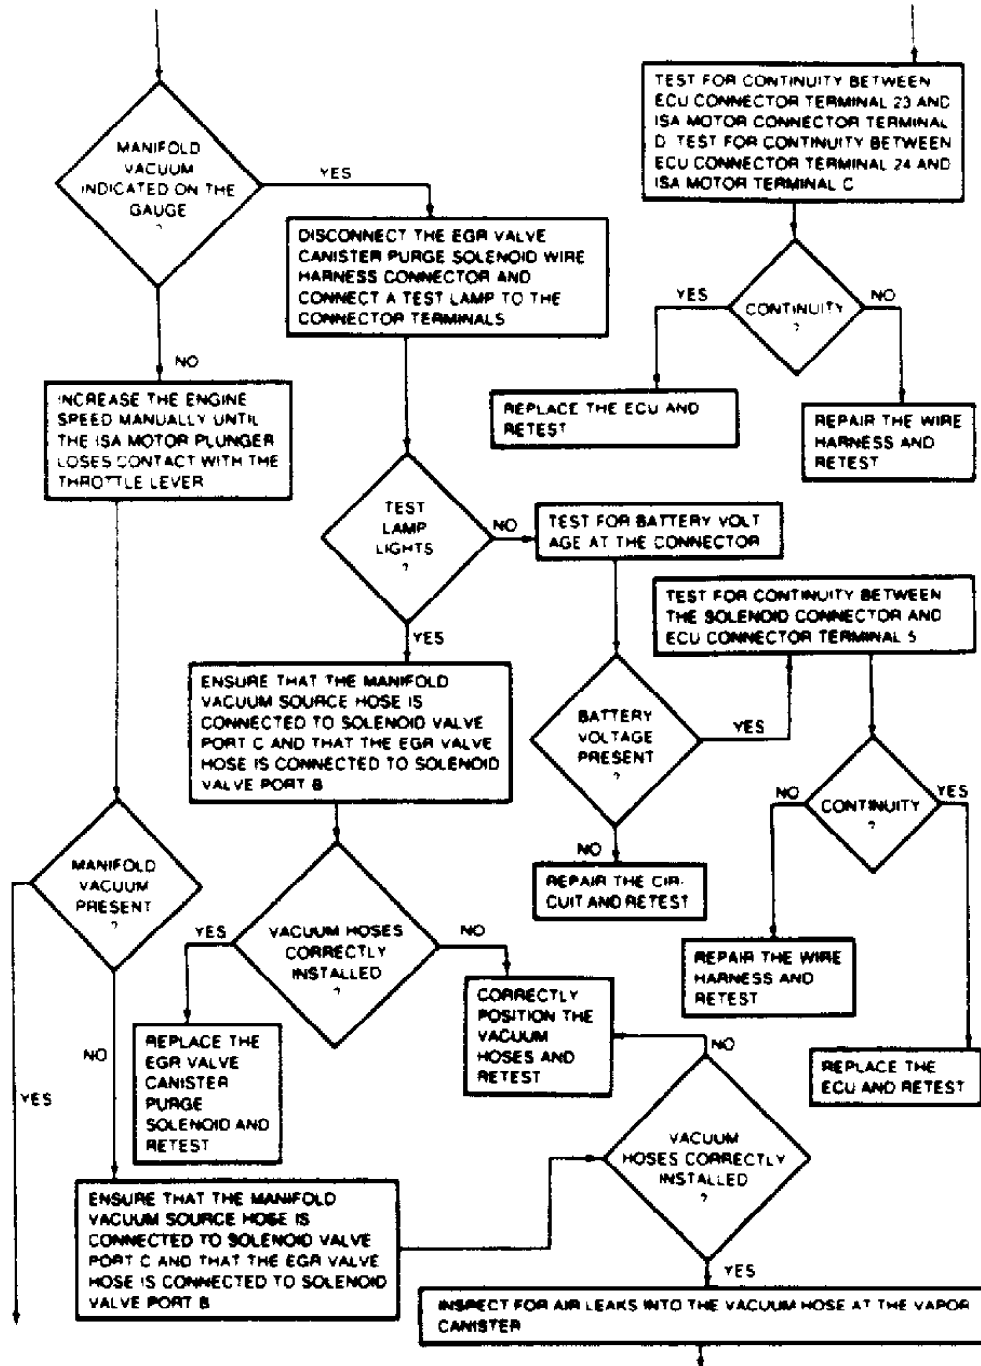 MANIFOLD
VACUUM
INDICATED ON THE
GAUGE
?
YES
NO
DISCONNECT THE EGR VALVE
CANISTER PURGE SOLENOID WIRE
HARNESS CONNECTOR AND
CONNECT A TEST LAMP TO THE
CONNECTOR TERMINALS
INCREASE THE ENGINE
SPEED MANUALLY UNTIL
THE ISA MOTOR PLUNGER
LOSES CONTACT WITH THE
THROTTLE LEVER
TEST FOR CONTINUITY BETWEEN
ECU CONNECTOR TERMINAL 23 AND
ISA MOTOR CONNECTOR TERMINAL
D. TEST FOR CONTINUITY BETWEEN
ECU CONNECTOR TERMINAL 24 AND
ISA MOTOR TERMINAL C
CONTINUITY
?
YES
NO
REPLACE THE ECU AND
RETEST
REPAIR THE WIRE
HARNESS AND
RETEST
TEST
LAMP
LIGHTS
?
NO
YES
TEST FOR BATTERY VOLT
AGE AT THE CONNECTOR
TEST FOR CONTINUITY BETWEEN
THE SOLENOID CONNECTOR AND
ECU CONNECTOR TERMINAL 5
ENSURE THAT THE MANIFOLD
VACUUM SOURCE HOSE IS
CONNECTED TO SOLENOID VALVE
PORT C AND THAT THE EGR VALVE
HOSE IS CONNECTED TO SOLENOID
VALVE PORT B
BATTERY
VOLTAGE
PRESENT
?
YES
NO
REPAIR THE CIR-
CUIT AND RETEST
CONTINUITY
?
NO
YES
REPAIR THE WIRE
HARNESS AND
RETEST
REPLACE THE
ECU AND RETEST
MANIFOLD
VACUUM
PRESENT
?
YES
NO
VACUUM HOSES
CORRECTLY
INSTALLED
?
YES
NO
REPLACE THE
EGR VALVE
CANISTER
PURGE
SOLENOID AND
RETEST
CORRECTLY
POSITION THE
VACUUM
HOSES AND
RETEST
ENSURE THAT THE MANIFOLD
VACUUM SOURCE HOSE IS
CONNECTED TO SOLENOID VALVE
PORT C AND THAT THE EGR VALVE
HOSE IS CONNECTED TO SOLENOID
VALVE PORT B
NO
VACUUM
HOSES CORRECTLY
INSTALLED
?
YES
INSPECT FOR AIR LEAKS INTO THE VACUUM HOSE AT THE VAPOR
CANISTER